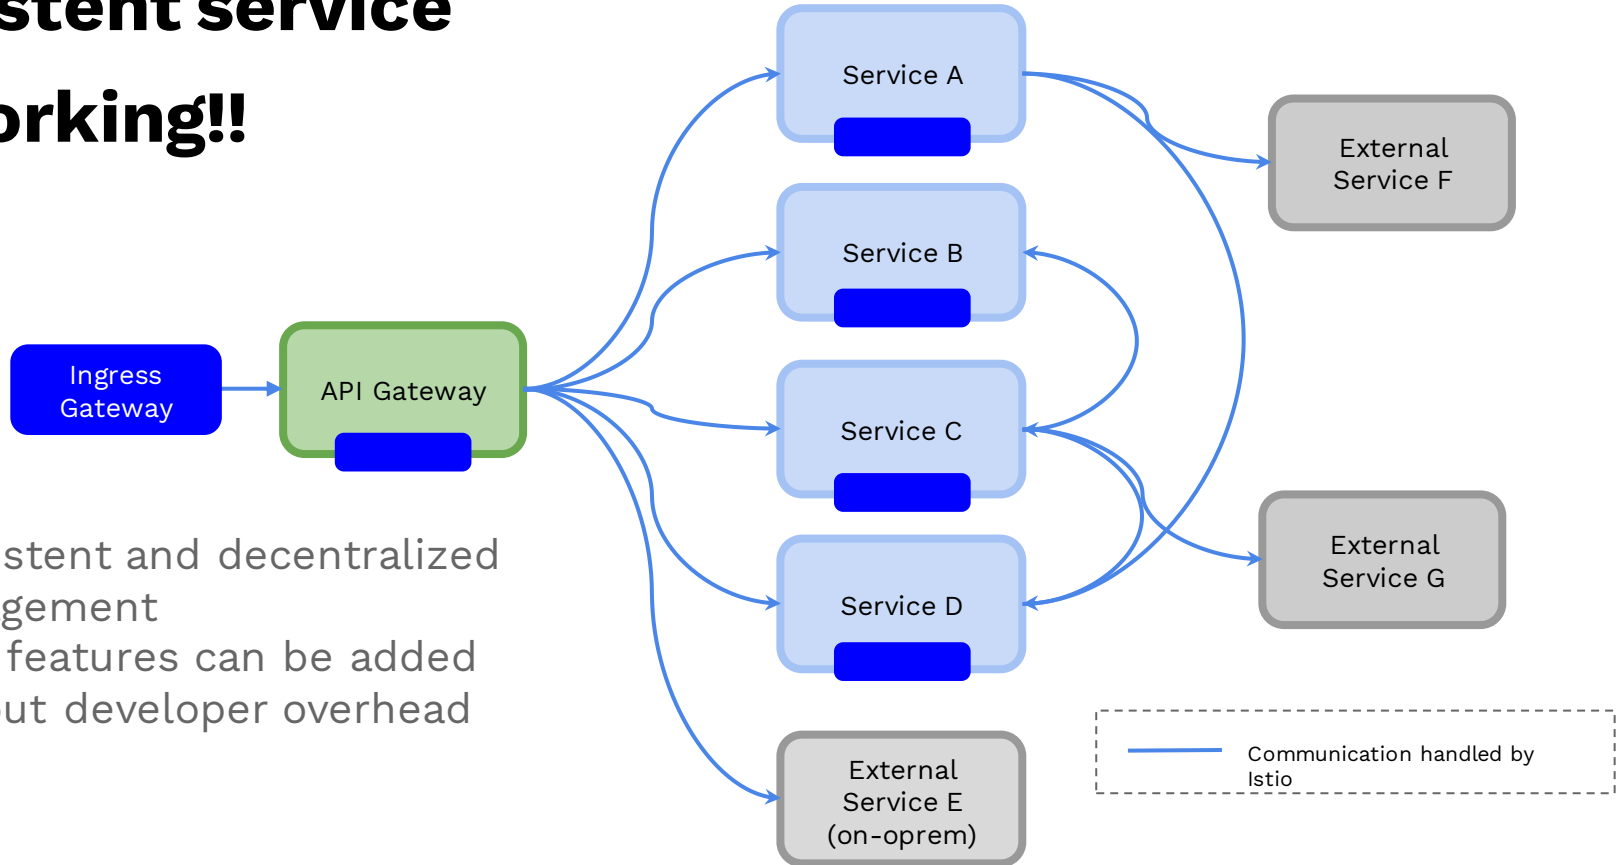 stent service
orking!!
Service A
External
Service F
Service B
Ingress
Gateway
API Gateway
Service C
stent and decentralized
gement
features can be added
ut developer overhead
External
Service G
Service D
Communication handled by
Istio
External
Service E
(on-oprem)